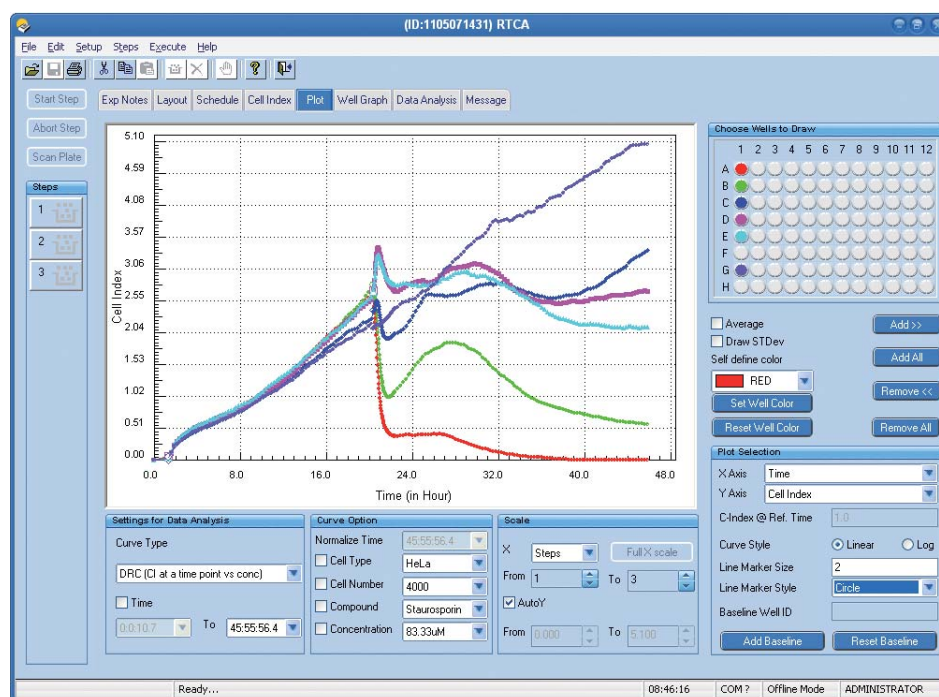 (ID:1105071431) RTCA
File Edit Setup Steps Execute Help
Start Step
Abort Step
Scan Plate
Steps
1
2
3
Exp Notes Layout Schedule Cell Index Plot Well Graph Data Analysis Message
5.10
4.59
4.08
3.57
3.06
2.55
2.04
1.53
1.02
0.51
0.00
Cell Index
0.0 8.0 16.0 24.0 32.0 40.0 48.0
Time (in Hour)
Choose Wells to Draw
1 2 3 4 5 6 7 8 9 10 11 12
A
B
C
D
E
F
G
H
Average
Draw STDev
Self define color
RED
Set Well Color
Reset Well Color
Add >>
Add All
Remove <<
Remove All
Plot Selection
X Axis Time
Y Axis Cell Index
C-Index @ Ref. Time 1.0
Curve Style Linear Log
Line Marker Size 2
Line Marker Style Circle
Baseline Well ID
Add Baseline Reset Baseline
Settings for Data Analysis
Curve Type
DRC (CI at a time point vs conc)
Time
0:0:10.7 To 45:55:56.4
Curve Option
Normalize Time 45:55:56.4
Cell Type HeLa
Cell Number 4000
Compound Staurosporin
Concentration 83.33uM
Scale
X Steps Full X scale
From 1 To 3
AutoY
From 0.000 To 5.100
Ready... 08:46:16 COM ? Offline Mode ADMINISTRATOR